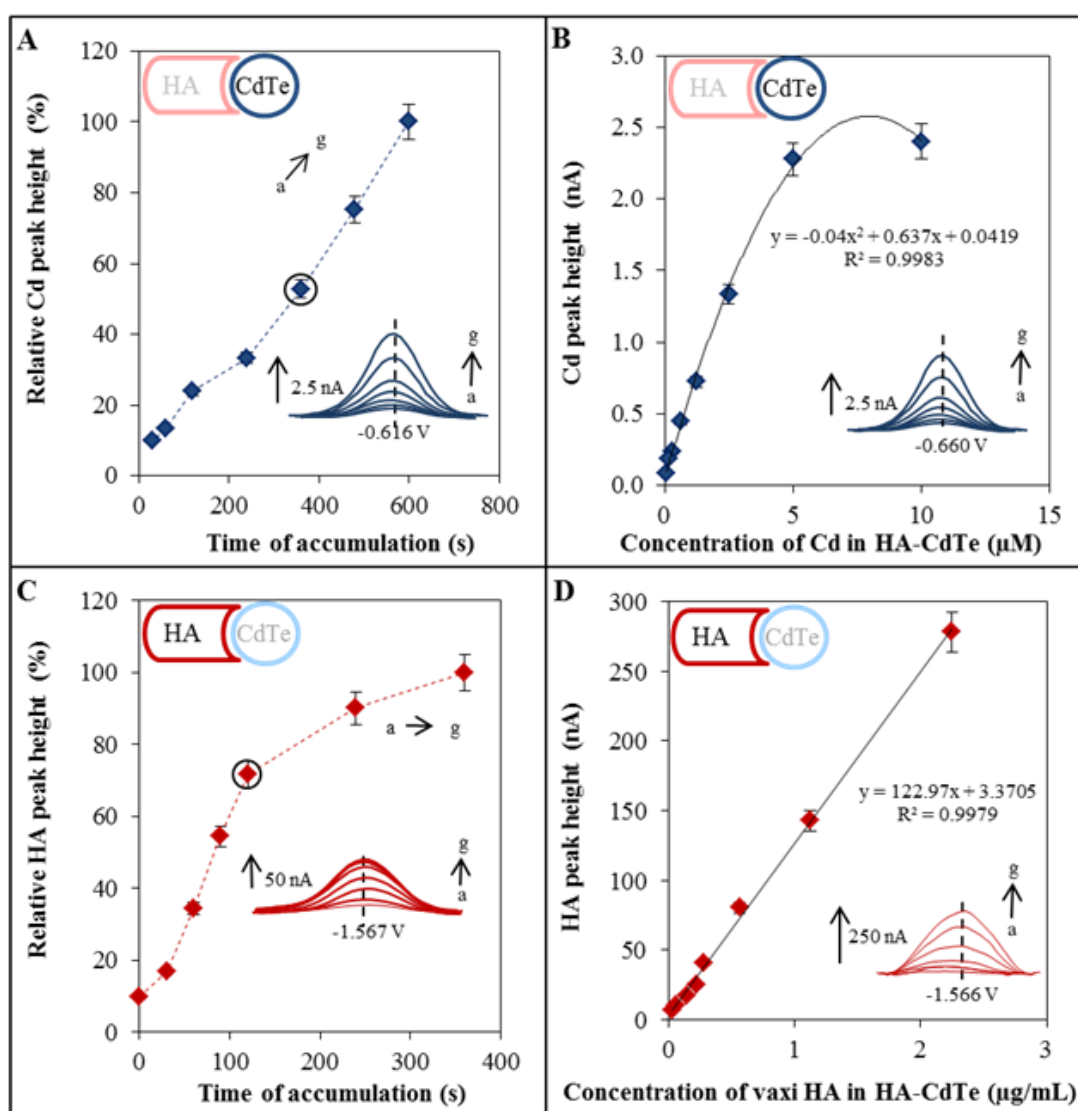 A
HA CdTe
Relative Cd peak height (%)
120
100
80
60
40
20
0
a g
2.5 nA
g
a
-0.616 V
0 200 400 600 800
Time of accumulation (s)
B
HA CdTe
Cd peak height (nA)
3.0
2.5
2.0
1.5
1.0
0.5
0.0
y = -0.04x² + 0.637x + 0.0419
R² = 0.9983
2.5 nA
g
a
-0.660 V
0 5 10 15
Concentration of Cd in HA-CdTe (µM)
C
HA CdTe
Relative HA peak height (%)
120
100
80
60
40
20
0
a g
50 nA
g
a
-1.567 V
0 100 200 300 400
Time of accumulation (s)
D
HA CdTe
HA peak height (nA)
300
250
200
150
100
50
0
y = 122.97x + 3.3705
R² = 0.9979
250 nA
g
a
-1.566 V
0 1 2 3
Concentration of vaxi HA in HA-CdTe (µg/mL)